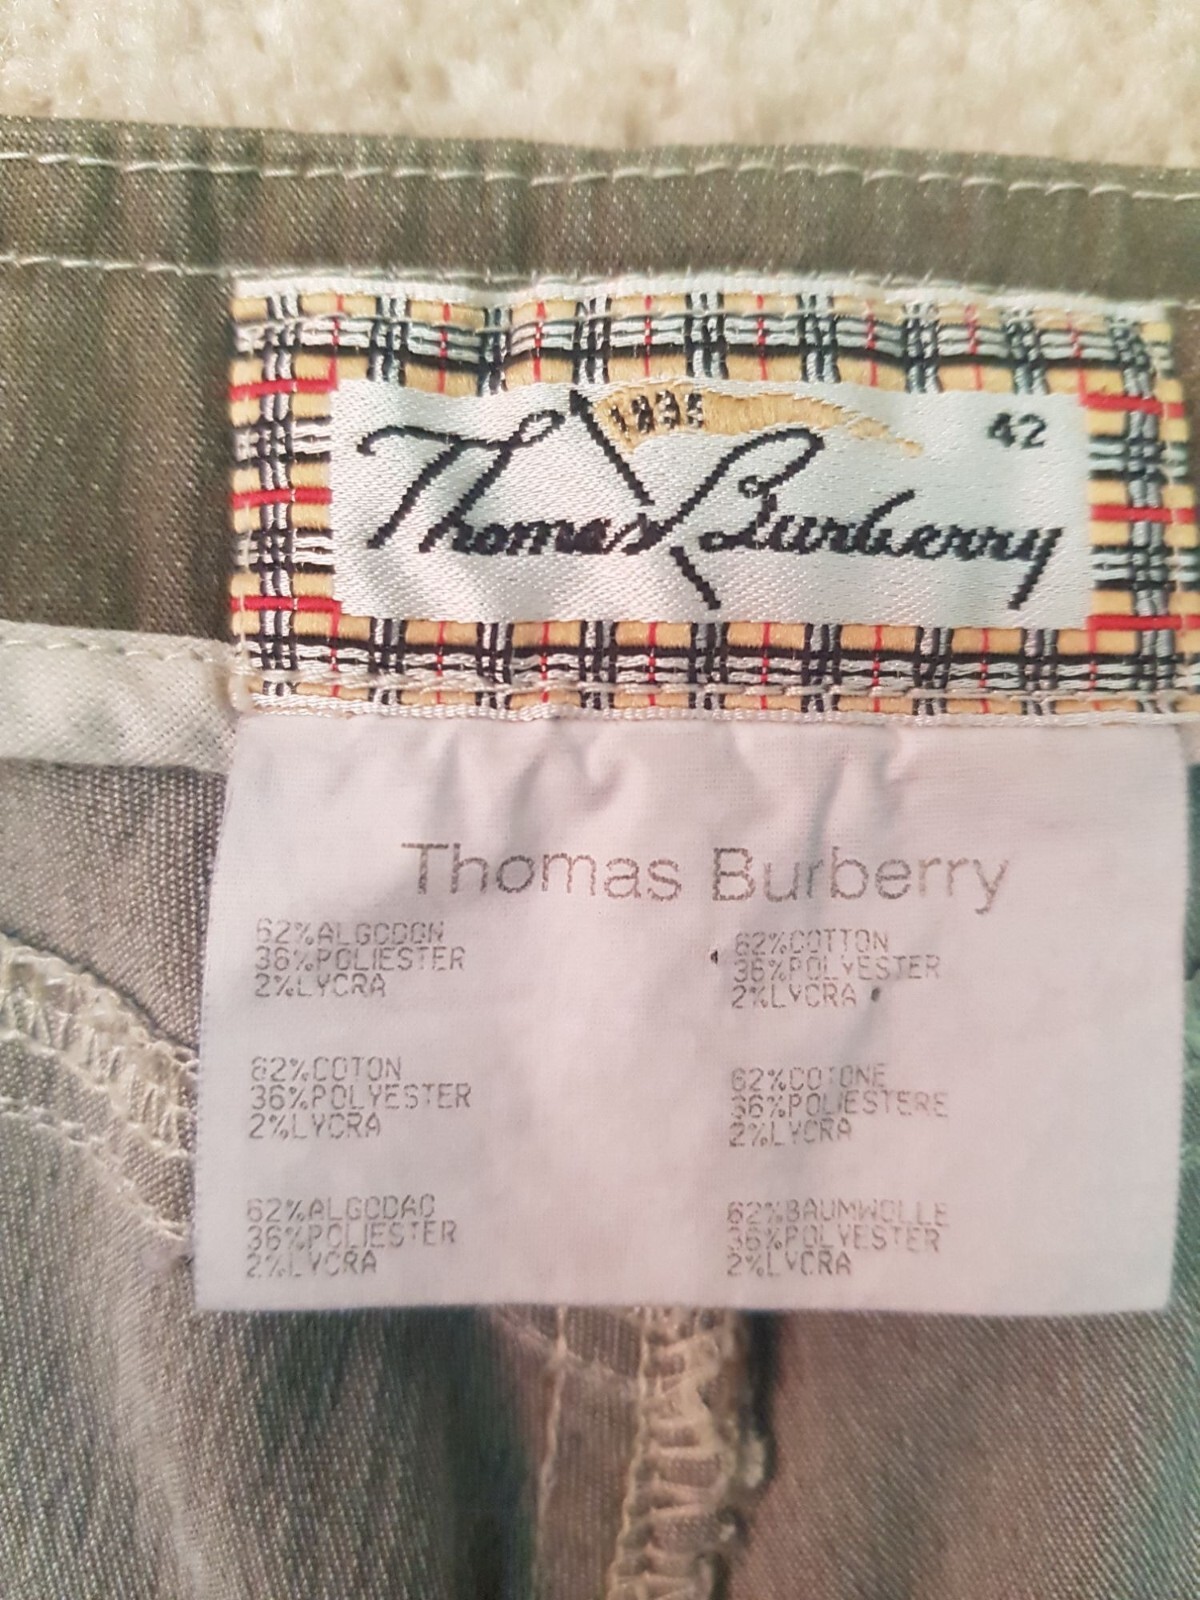 1835
42
Thomas Burberry
Thomas Burberry
62%ALGODON
36%POLIESTER
2%LYCRA
62%COTTON
36%POLYESTER
2%LYCRA
62%COTON
36%POLYESTER
2%LYCRA
62%COTONE
36%POLIESTERE
2%LYCRA
62%ALGODAO
36%POLIESTER
2%LYCRA
62%BAUMWOLLE
36%POLYESTER
2%LYCRA